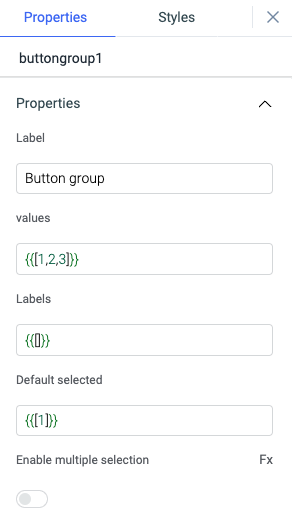 Properties Styles
buttongroup1
Properties
Label
Button group
values
{{[1,2,3]}}
Labels
{{[]}}
Default selected
{{[1]}}
Enable multiple selection Fx